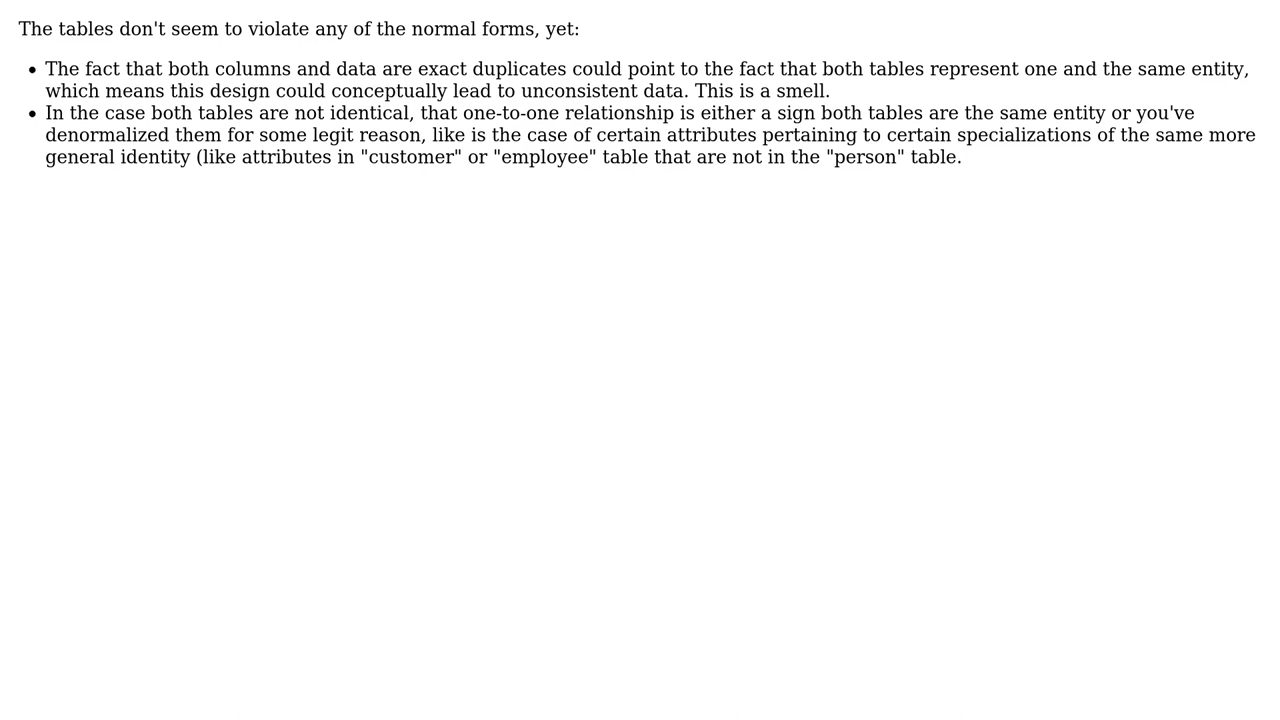 The tables don't seem to violate any of the normal forms, yet:
• The fact that both columns and data are exact duplicates could point to the fact that both tables represent one and the same entity,
which means this design could conceptually lead to unconsistent data. This is a smell.
• In the case both tables are not identical, that one-to-one relationship is either a sign both tables are the same entity or you've
denormalized them for some legit reason, like is the case of certain attributes pertaining to certain specializations of the same more
general identity (like attributes in "customer" or "employee" table that are not in the "person" table.